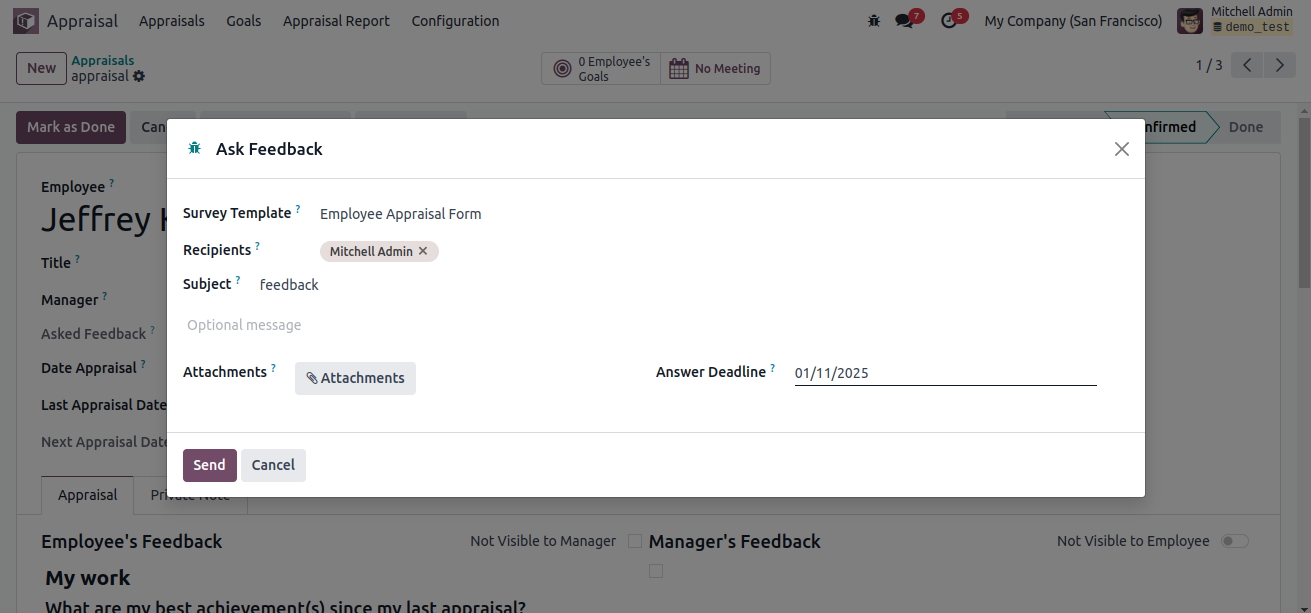 Appraisal Appraisals Goals Appraisal Report Configuration 7 5 My Company (San Francisco) Mitchell Admin
demo_test
New Appraisals
appraisal
0 Employee's
Goals
No Meeting
1 / 3
Mark as Done Can nfirmed Done
Ask Feedback
Employee ?
Jeffrey
Title ?
Manager ?
Asked Feedback ?
Date Appraisal ?
Last Appraisal Date
Next Appraisal Date
Survey Template ? Employee Appraisal Form
Recipients ? Mitchell Admin
Subject ? feedback
Optional message
Attachments ? Attachments Answer Deadline ? 01/11/2025
Send Cancel
Appraisal Private Note
Employee's Feedback Not Visible to Manager Manager's Feedback Not Visible to Employee
My work
What are my best achievement(s) since my last appraisal?